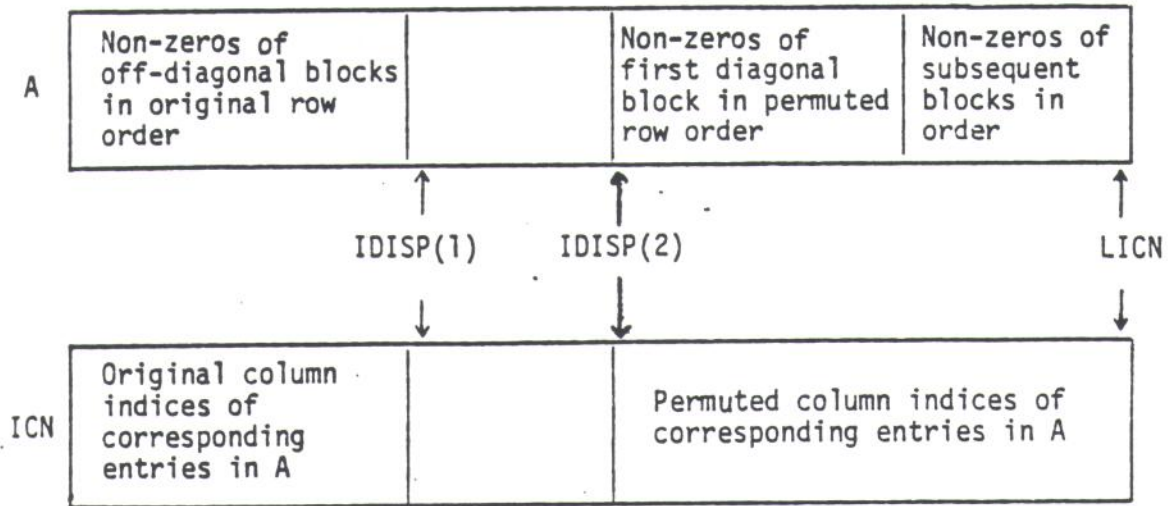 A
Non-zeros of
off-diagonal blocks
in original row
order
Non-zeros of
first diagonal
block in permuted
row order
Non-zeros of
subsequent
blocks in
order
IDISP(1)
IDISP(2)
LICN
ICN
Original column
indices of
corresponding
entries in A
Permuted column indices of
corresponding entries in A